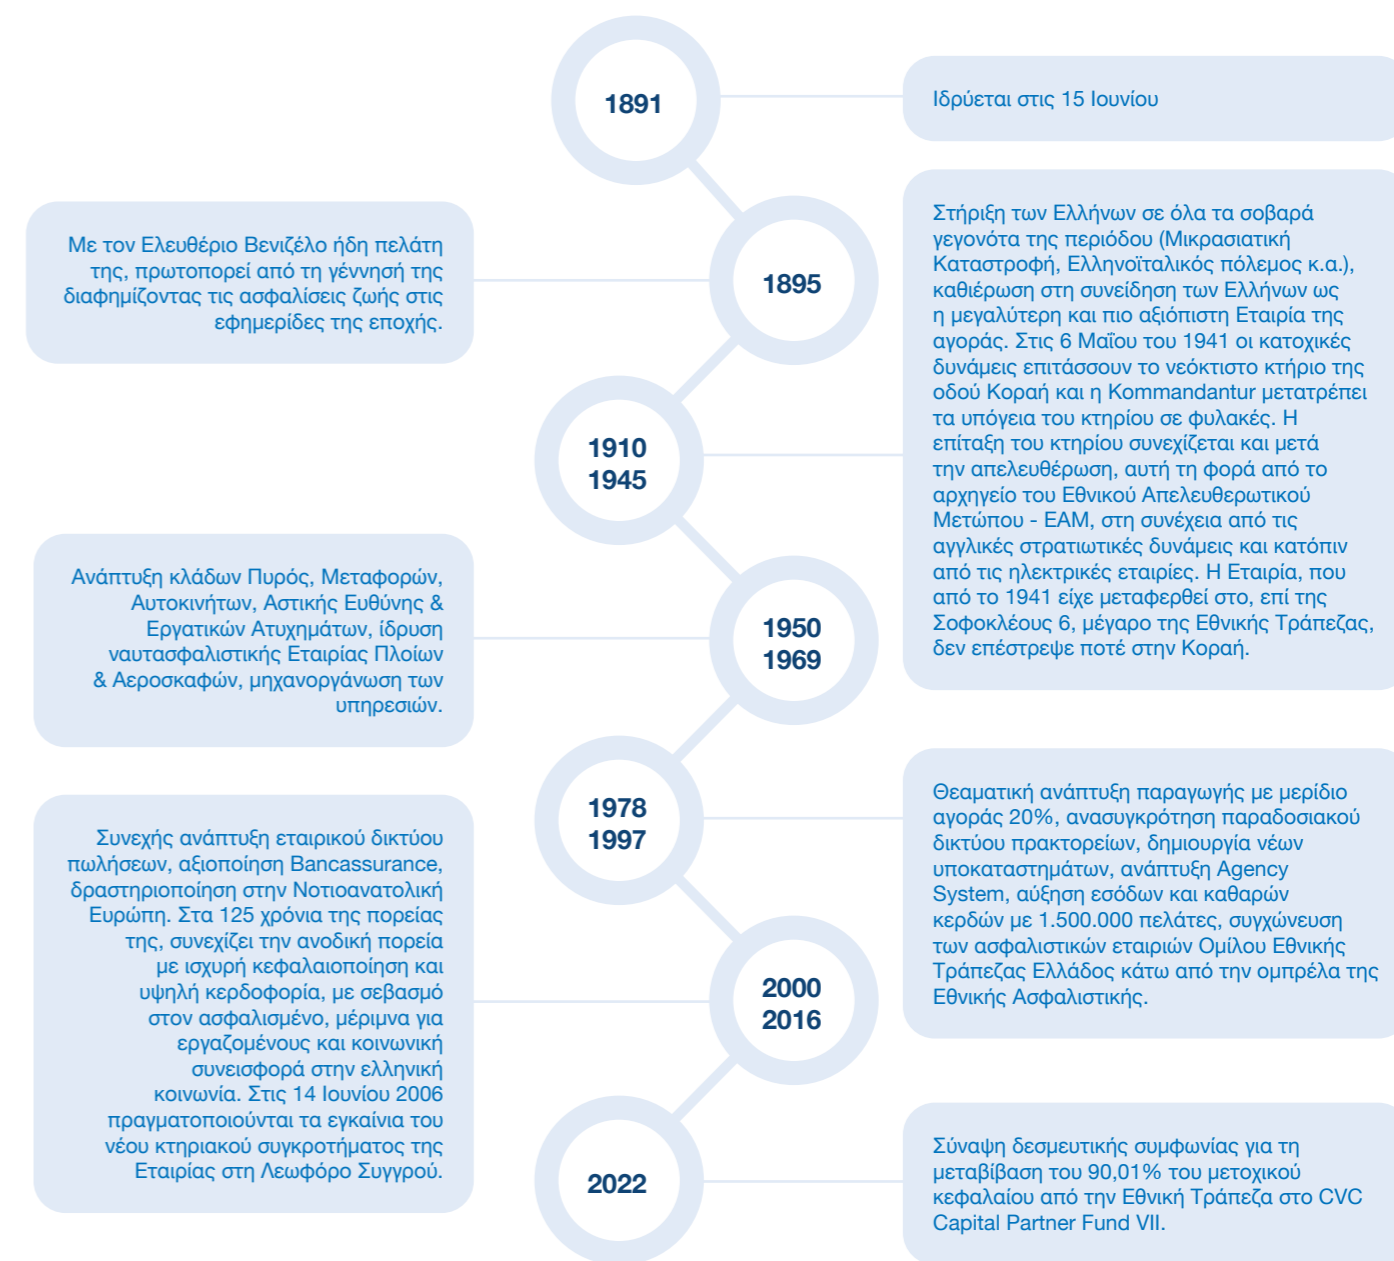 1891
Ιδρύεται στις 15 Ιουνίου
1895
Με τον Ελευθέριο Βενιζέλο ήδη πελάτη
της, πρωτοπορεί από τη γέννησή της
διαφημίζοντας τις ασφαλίσεις ζωής στις
εφημερίδες της εποχής.
1910
1945
Στήριξη των Ελλήνων σε όλα τα σοβαρά
γεγονότα της περιόδου (Μικρασιατική
Καταστροφή, Ελληνοϊταλικός πόλεμος κ.α.),
καθιέρωση στη συνείδηση των Ελλήνων ως
η μεγαλύτερη και πιο αξιόπιστη Εταιρία της
αγοράς. Στις 6 Μαΐου του 1941 οι κατοχικές
δυνάμεις επιτάσσουν το νεόκτιστο κτήριο της
οδού Κοραή και η Kommandantur μετατρέπει
τα υπόγεια του κτηρίου σε φυλακές. Η
επίταξη του κτηρίου συνεχίζεται και μετά
την απελευθέρωση, αυτή τη φορά από το
αρχηγείο του Εθνικού Απελευθερωτικού
Μετώπου - ΕΑΜ, στη συνέχεια από τις
αγγλικές στρατιωτικές δυνάμεις και κατόπιν
από τις ηλεκτρικές εταιρίες. Η Εταιρία, που
από το 1941 είχε μεταφερθεί στο, επί της
Σοφοκλέους 6, μέγαρο της Εθνικής Τράπεζας,
δεν επέστρεψε ποτέ στην Κοραή.
1950
1969
Ανάπτυξη κλάδων Πυρός, Μεταφορών,
Αυτοκινήτων, Αστικής Ευθύνης &
Εργατικών Ατυχημάτων, ίδρυση
ναυτασφαλιστικής Εταιρίας Πλοίων
& Αεροσκαφών, μηχανοργάνωση των
υπηρεσιών.
1978
1997
Θεαματική ανάπτυξη παραγωγής με μερίδιο
αγοράς 20%, ανασυγκρότηση παραδοσιακού
δικτύου πρακτορείων, δημιουργία νέων
υποκαταστημάτων, ανάπτυξη Agency
System, αύξηση εσόδων και καθαρών
κερδών με 1.500.000 πελάτες, συγχώνευση
των ασφαλιστικών εταιριών Ομίλου Εθνικής
Τράπεζας Ελλάδος κάτω από την ομπρέλα της
Εθνικής Ασφαλιστικής.
2000
2016
Συνεχής ανάπτυξη εταιρικού δικτύου
πωλήσεων, αξιοποίηση Bancassurance,
δραστηριοποίηση στην Νοτιοανατολική
Ευρώπη. Στα 125 χρόνια της πορείας
της, συνεχίζει την ανοδική πορεία
με ισχυρή κεφαλαιοποίηση και
υψηλή κερδοφορία, με σεβασμό
στον ασφαλισμένο, μέριμνα για
εργαζομένους και κοινωνική
συνεισφορά στην ελληνική
κοινωνία. Στις 14 Ιουνίου 2006
πραγματοποιούνται τα εγκαίνια του
νέου κτηριακού συγκροτήματος της
Εταιρίας στη Λεωφόρο Συγγρού.
2022
Σύναψη δεσμευτικής συμφωνίας για τη
μεταβίβαση του 90,01% του μετοχικού
κεφαλαίου από την Εθνική Τράπεζα στο CVC
Capital Partner Fund VII.